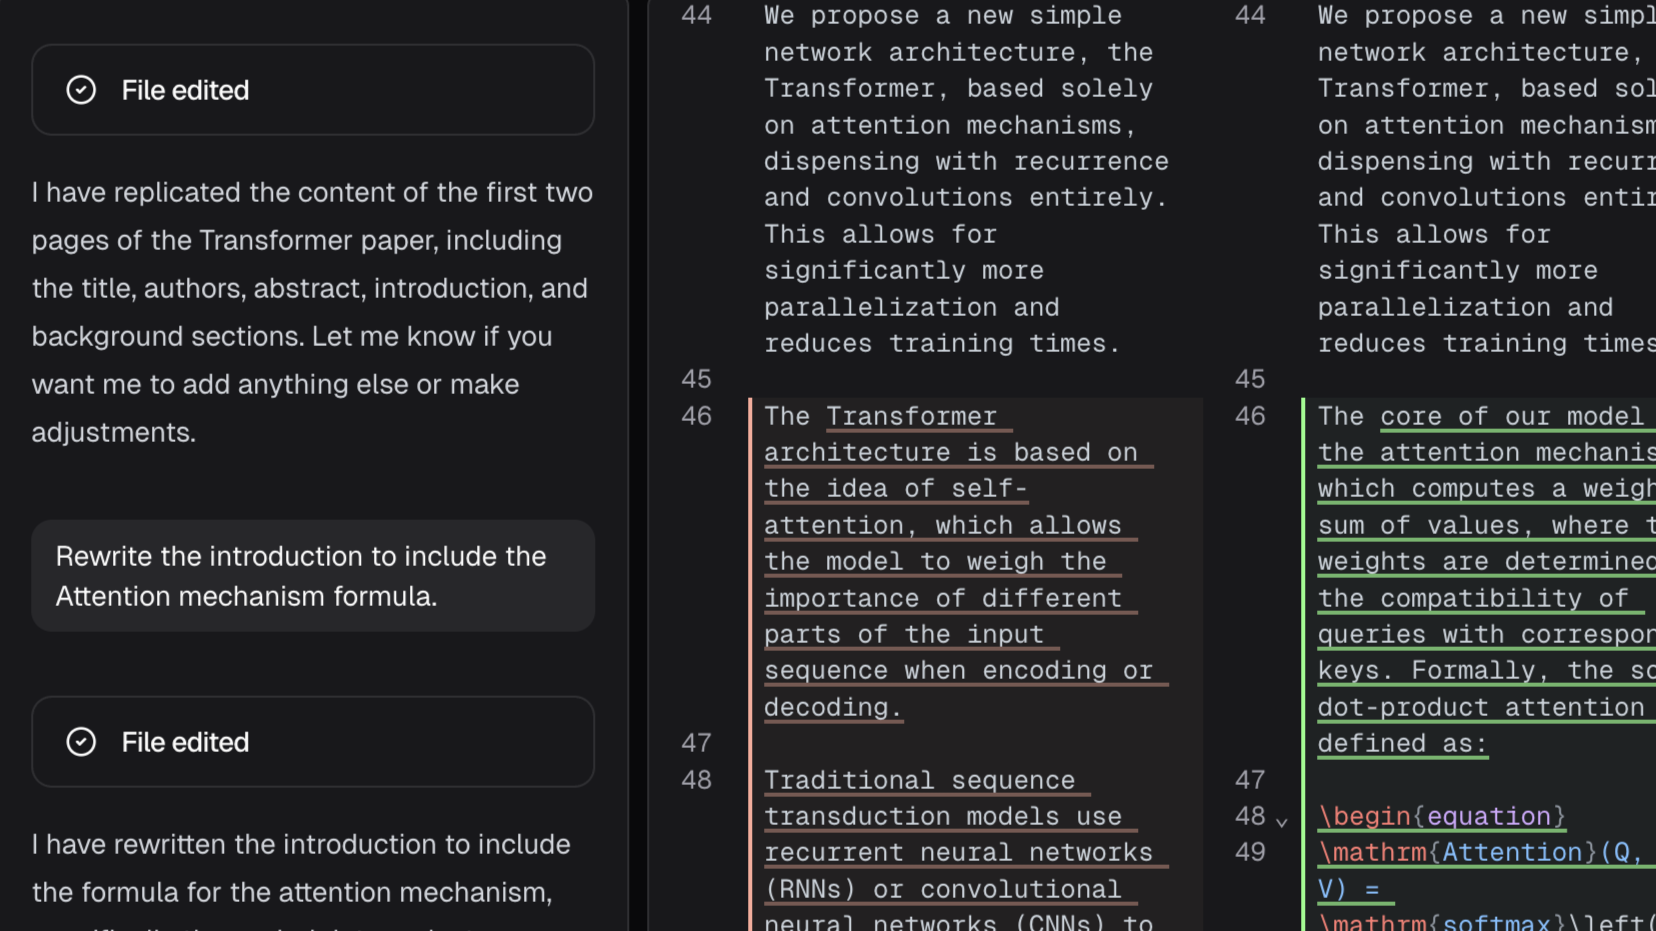 File edited
I have replicated the content of the first two
pages of the Transformer paper, including
the title, authors, abstract, introduction, and
background sections. Let me know if you
want me to add anything else or make
adjustments.
Rewrite the introduction to include the
Attention mechanism formula.
File edited
I have rewritten the introduction to include
the formula for the attention mechanism,
44 We propose a new simple
network architecture, the
Transformer, based solely
on attention mechanisms,
dispensing with recurrence
and convolutions entirely.
This allows for
significantly more
parallelization and
reduces training times.
45
46 The Transformer
architecture is based on
the idea of self-
attention, which allows
the model to weigh the
importance of different
parts of the input
sequence when encoding or
decoding.
47
48 Traditional sequence
transduction models use
recurrent neural networks
(RNNs) or convolutional
neural networks (CNNs) to
44 We propose a new simpl
network architecture,
Transformer, based sol
on attention mechanism
dispensing with recurr
and convolutions entir
This allows for
significantly more
parallelization and
reduces training times
45
46 The core of our model
the attention mechanis
which computes a weigh
sum of values, where t
weights are determined
the compatibility of
queries with correspon
keys. Formally, the sc
dot-product attention
defined as:
47
48 \begin{equation}
49 \mathrm{Attention}(Q,
V) =
\mathrm{softmax}\left(